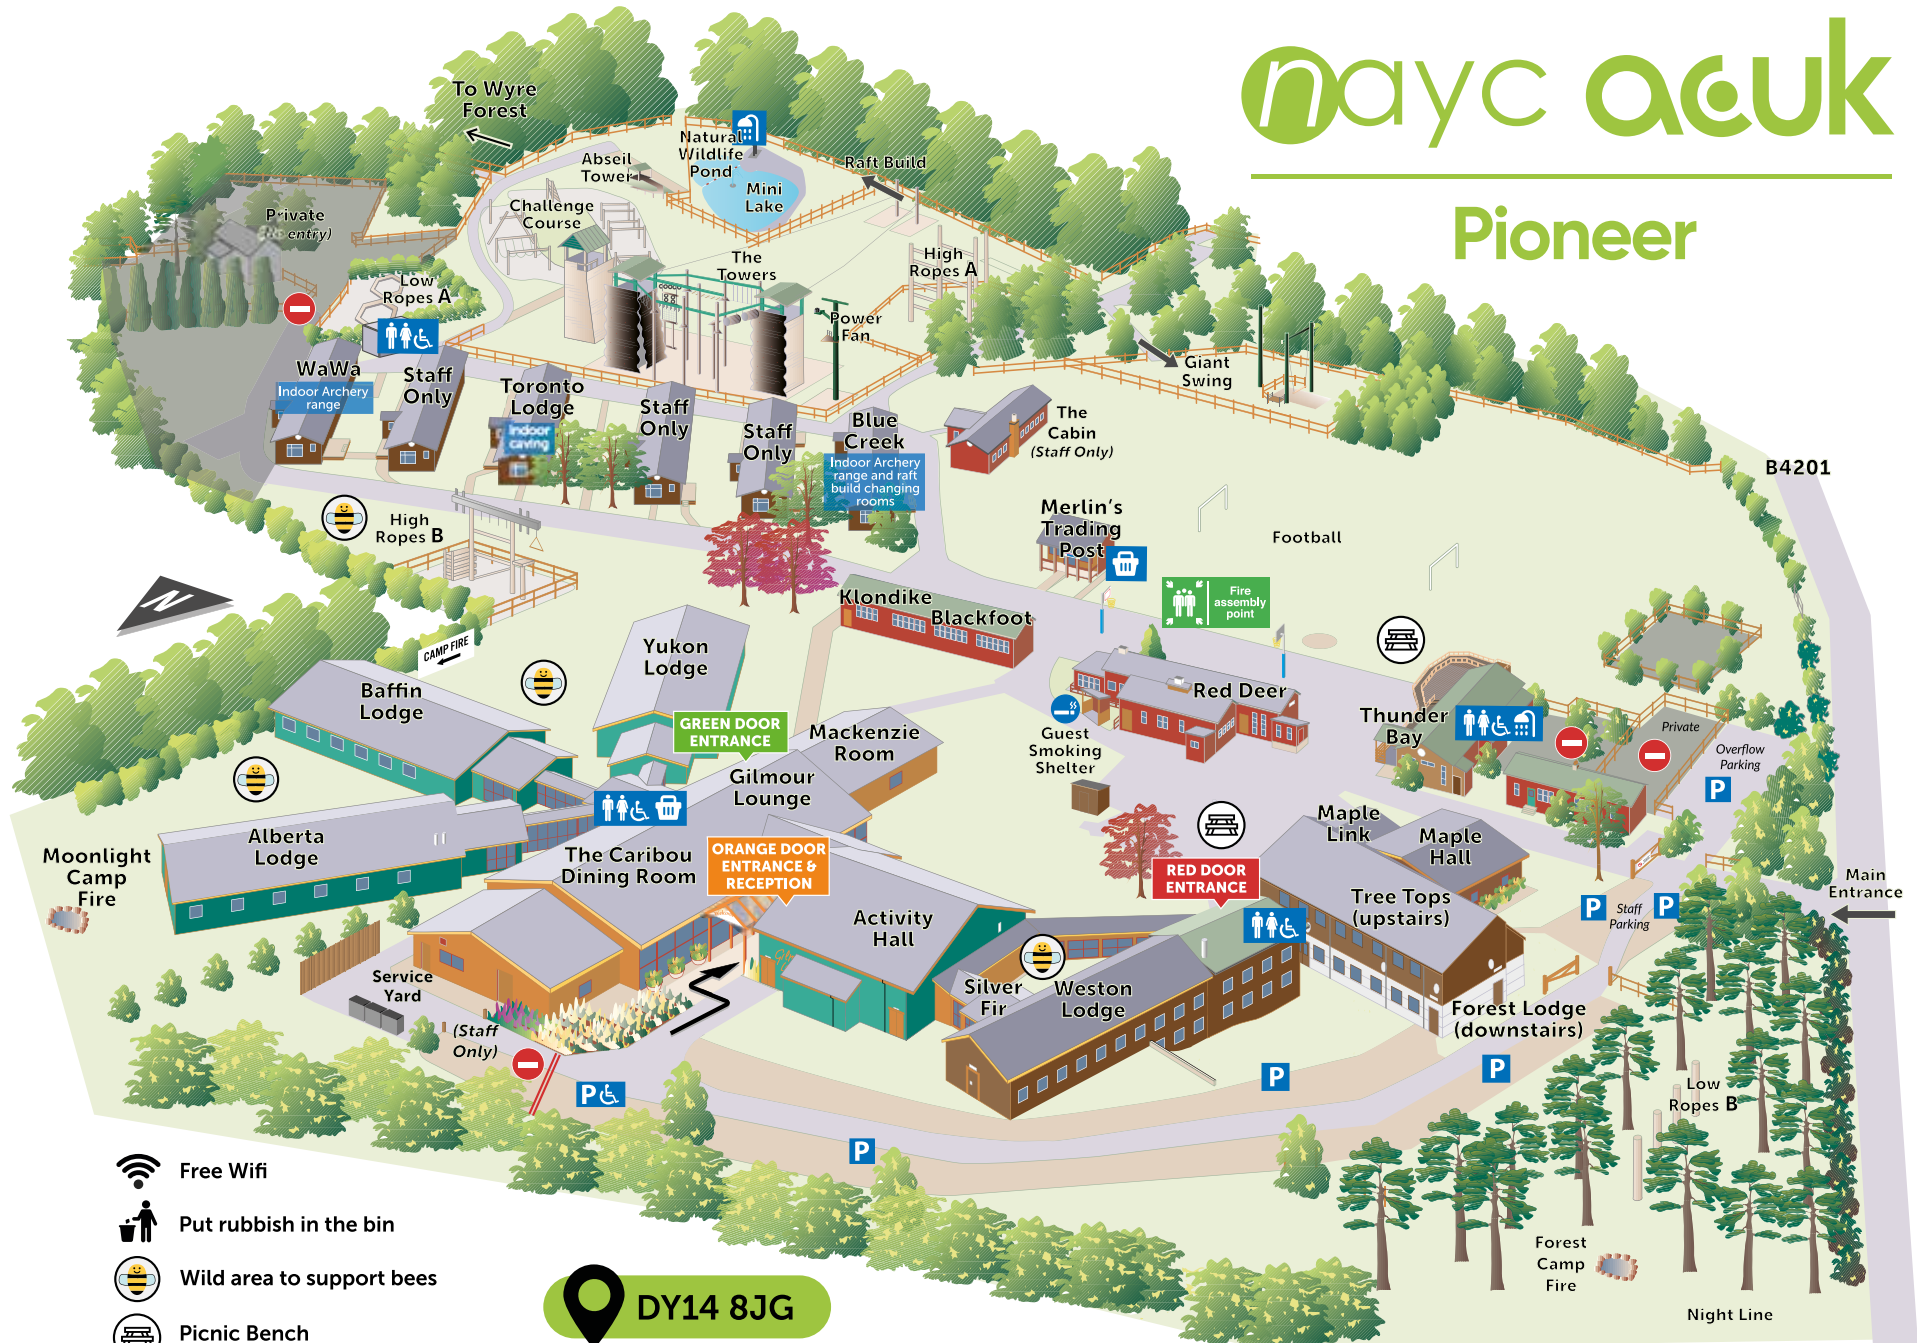 nayc acuk
Pioneer
To Wyre
Forest
Natural
Wildlife
Pond
Mini
Lake
Raft Build
Abseil
Tower
Challenge
Course
Private
entry)
The
Towers
High
Ropes A
Low
Ropes A
Power
Fan
Giant
Swing
WaWa
Indoor Archery
range
Staff
Only
Toronto
Lodge
Indoor
caving
Staff
Only
Staff
Only
Blue
Creek
Indoor Archery
range and raft
build changing
rooms
The
Cabin
(Staff Only)
B4201
High
Ropes B
Merlin's
Trading
Post
Football
N
Klondike
Blackfoot
Fire
assembly
point
CAMP FIRE
Yukon
Lodge
Baffin
Lodge
GREEN DOOR
ENTRANCE
Mackenzie
Room
Gilmour
Lounge
Red Deer
Guest
Smoking
Shelter
Thunder
Bay
Private
Overflow
Parking
P
Alberta
Lodge
Moonlight
Camp
Fire
The Caribou
Dining Room
ORANGE DOOR
ENTRANCE &
RECEPTION
Activity
Hall
Maple
Link
Maple
Hall
RED DOOR
ENTRANCE
Tree Tops
(upstairs)
P
Staff
Parking
P
Main
Entrance
Service
Yard
(Staff
Only)
Silver
Fir
Weston
Lodge
Forest Lodge
(downstairs)
P
P
P
P
Low
Ropes B
Forest
Camp
Fire
Night Line
Free Wifi
Put rubbish in the bin
Wild area to support bees
Picnic Bench
DY14 8JG